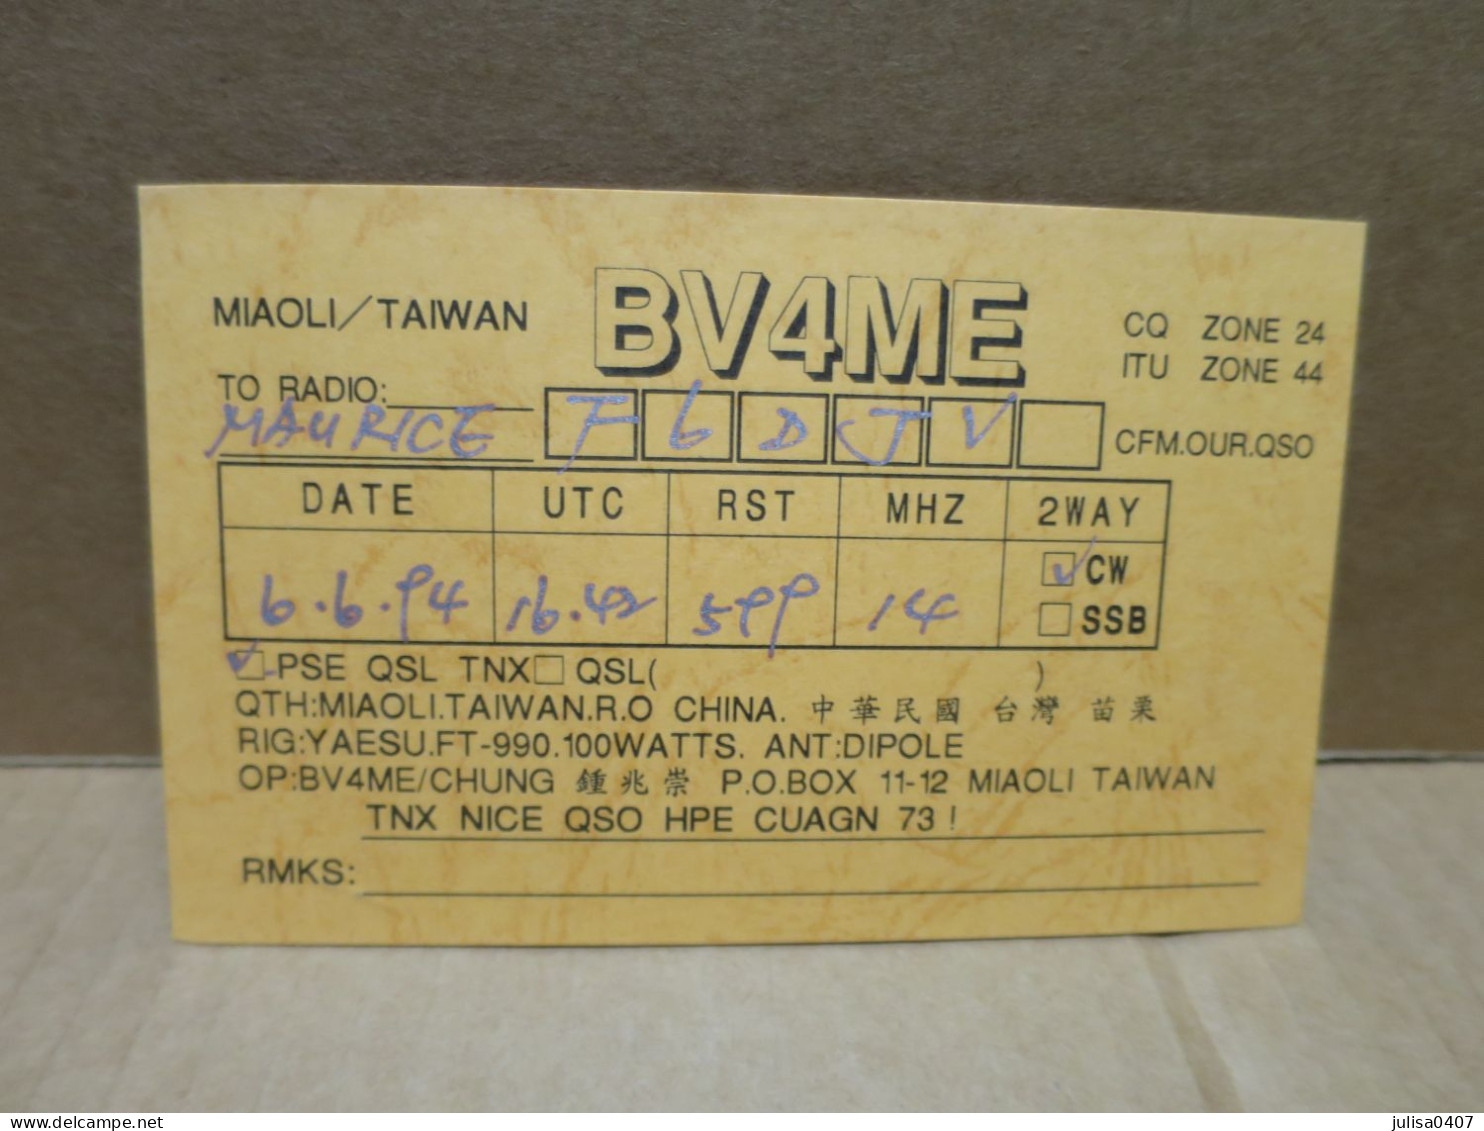 MIAOLI/TAIWAN BV4ME CQ ZONE 24
ITU ZONE 44
TO RADIO:
MAURICE F6DJV CFM.OUR.QSO
DATE UTC RST MHZ 2WAY
CW
6.6.94 16.42 599 14
SSB
PSE QSL TNX QSL( )
QTH:MIAOLI.TAIWAN.R.O CHINA. 中華民國 台灣 苗栗
RIG:YAESU.FT-990.100WATTS. ANT:DIPOLE
OP:BV4ME/CHUNG 鍾兆崇 P.O.BOX 11-12 MIAOLI TAIWAN
TNX NICE QSO HPE CUAGN 73!
RMKS:
julisa0407